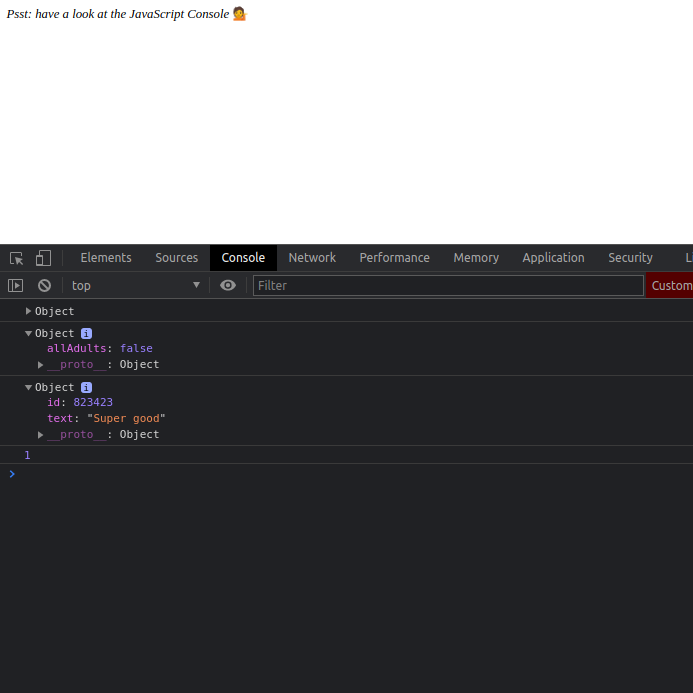 Psst: have a look at the JavaScript Console 💁
Elements Sources Console Network Performance Memory Application Security
top Filter Custom
Object
Object i
allAdults: false
__proto__: Object
Object i
id: 823423
text: "Super good"
__proto__: Object
1